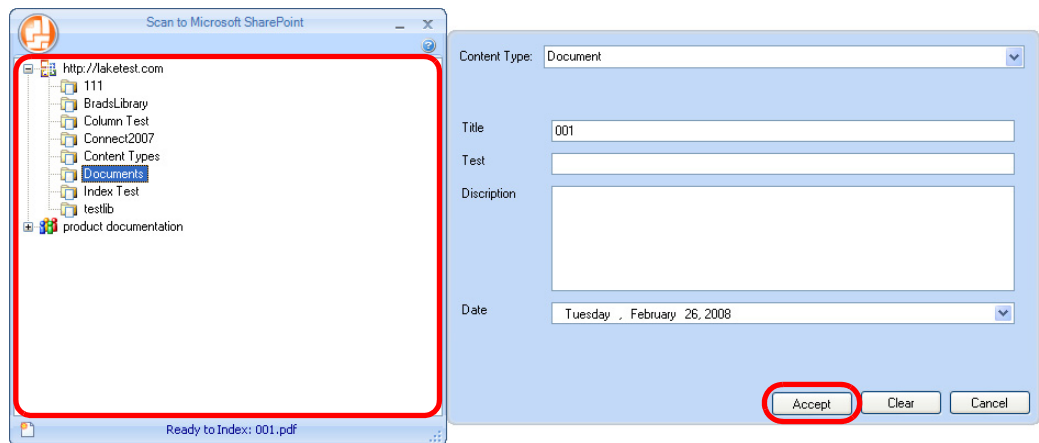 Scan to Microsoft SharePoint
http://laketest.com
111
BradsLibrary
Column Test
Connect2007
Content Types
Documents
Index Test
testlib
product documentation
Ready to Index: 001.pdf
Content Type: Document
Title 001
Test
Discription
Date Tuesday , February 26, 2008
Accept Clear Cancel